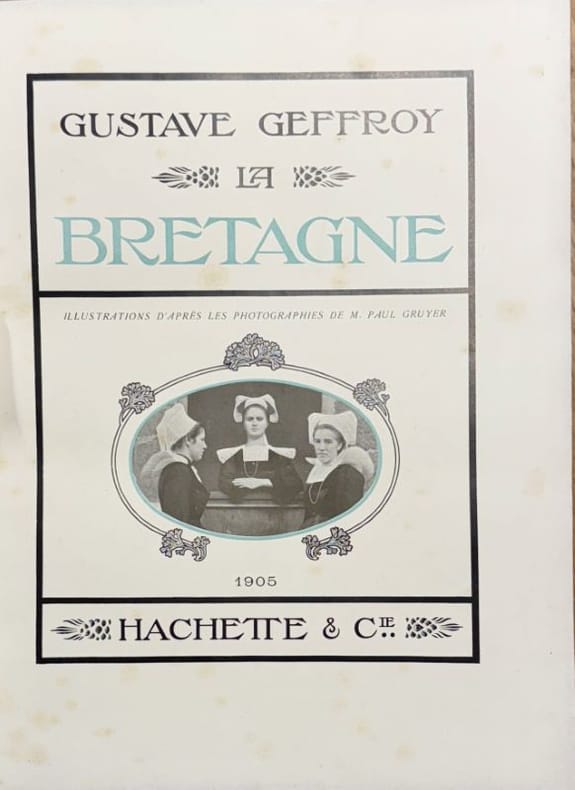 GUSTAVE GEFFROY
LA
BRETAGNE
ILLUSTRATIONS D'APRÈS LES PHOTOGRAPHIES DE M. PAUL GRUYER
1905
HACHETTE & CIE.